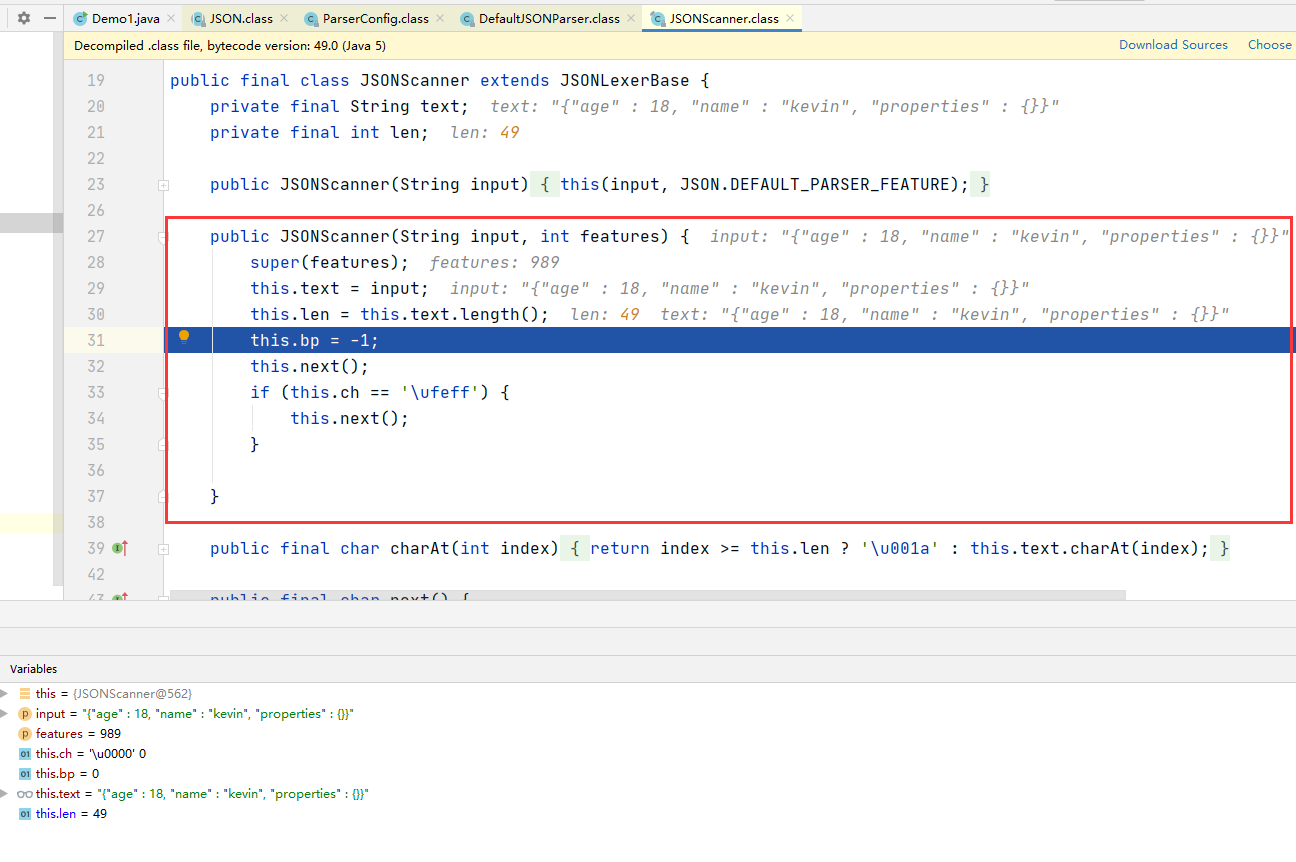 Demo1.java JSON.class ParserConfig.class DefaultJSONParser.class JSONScanner.class
Decompiled .class file, bytecode version: 49.0 (Java 5) Download Sources Choose
19 public final class JSONScanner extends JSONLexerBase {
20 private final String text; text: "{"age" : 18, "name" : "kevin", "properties" : {}}"
21 private final int len; len: 49
22
23 public JSONScanner(String input) { this(input, JSON.DEFAULT_PARSER_FEATURE); }
26
27 public JSONScanner(String input, int features) { input: "{"age" : 18, "name" : "kevin", "properties" : {}}"
28 super(features); features: 989
29 this.text = input; input: "{"age" : 18, "name" : "kevin", "properties" : {}}"
30 this.len = this.text.length(); len: 49 text: "{"age" : 18, "name" : "kevin", "properties" : {}}"
31 this.bp = -1;
32 this.next();
33 if (this.ch == '\ufeff') {
34 this.next();
35 }
36
37 }
38
39 public final char charAt(int index) { return index >= this.len ? '\u001a' : this.text.charAt(index); }
42
43 public final char next() {
Variables
this = {JSONScanner@562}
p input = "{"age" : 18, "name" : "kevin", "properties" : {}}"
p features = 989
01 this.ch = '\u0000' 0
01 this.bp = 0
this.text = "{"age" : 18, "name" : "kevin", "properties" : {}}"
01 this.len = 49